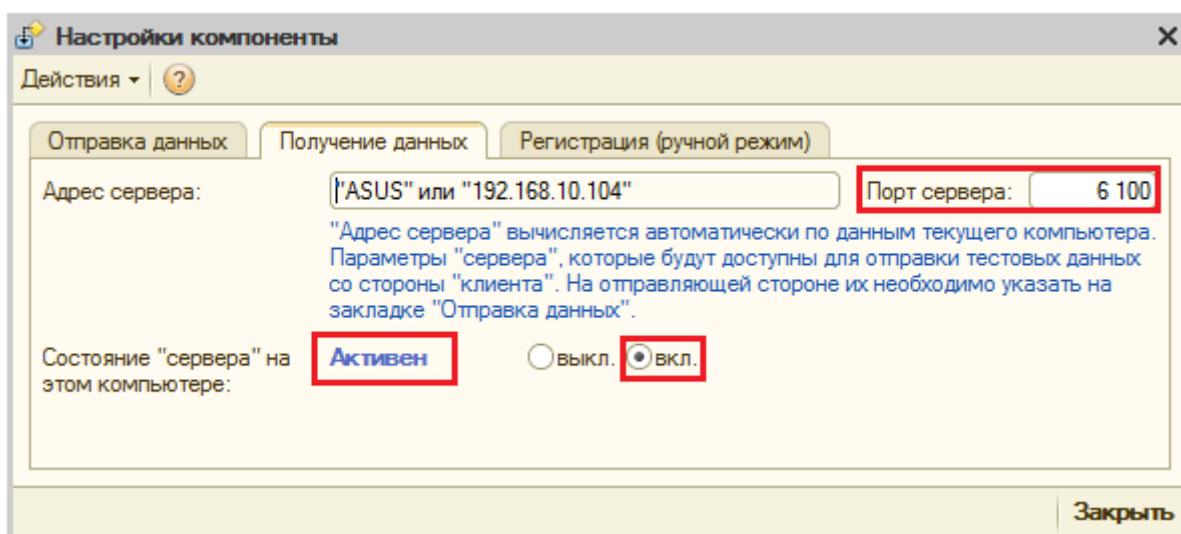 Настройки компоненты
Действия
Отправка данных Получение данных Регистрация (ручной режим)
Адрес сервера: "ASUS" или "192.168.10.104" Порт сервера: 6 100
"Адрес сервера" вычисляется автоматически по данным текущего компьютера.
Параметры "сервера", которые будут доступны для отправки тестовых данных
со стороны "клиента". На отправляющей стороне их необходимо указать на
закладке "Отправка данных".
Состояние "сервера" на Активен выкл. вкл.
этом компьютере:
Закрыть